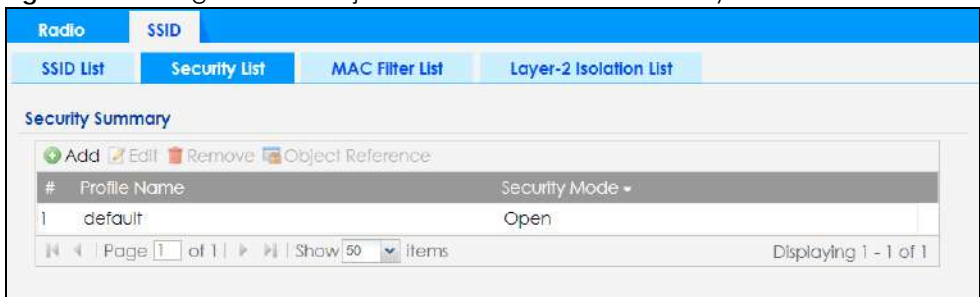 Radio SSID
SSID List Security List MAC Filter List Layer-2 Isolation List
Security Summary
Add Edit Remove Object Reference
# Profile Name Security Mode
1 default Open
Page 1 of 1 Show 50 items Displaying 1 - 1 of 1